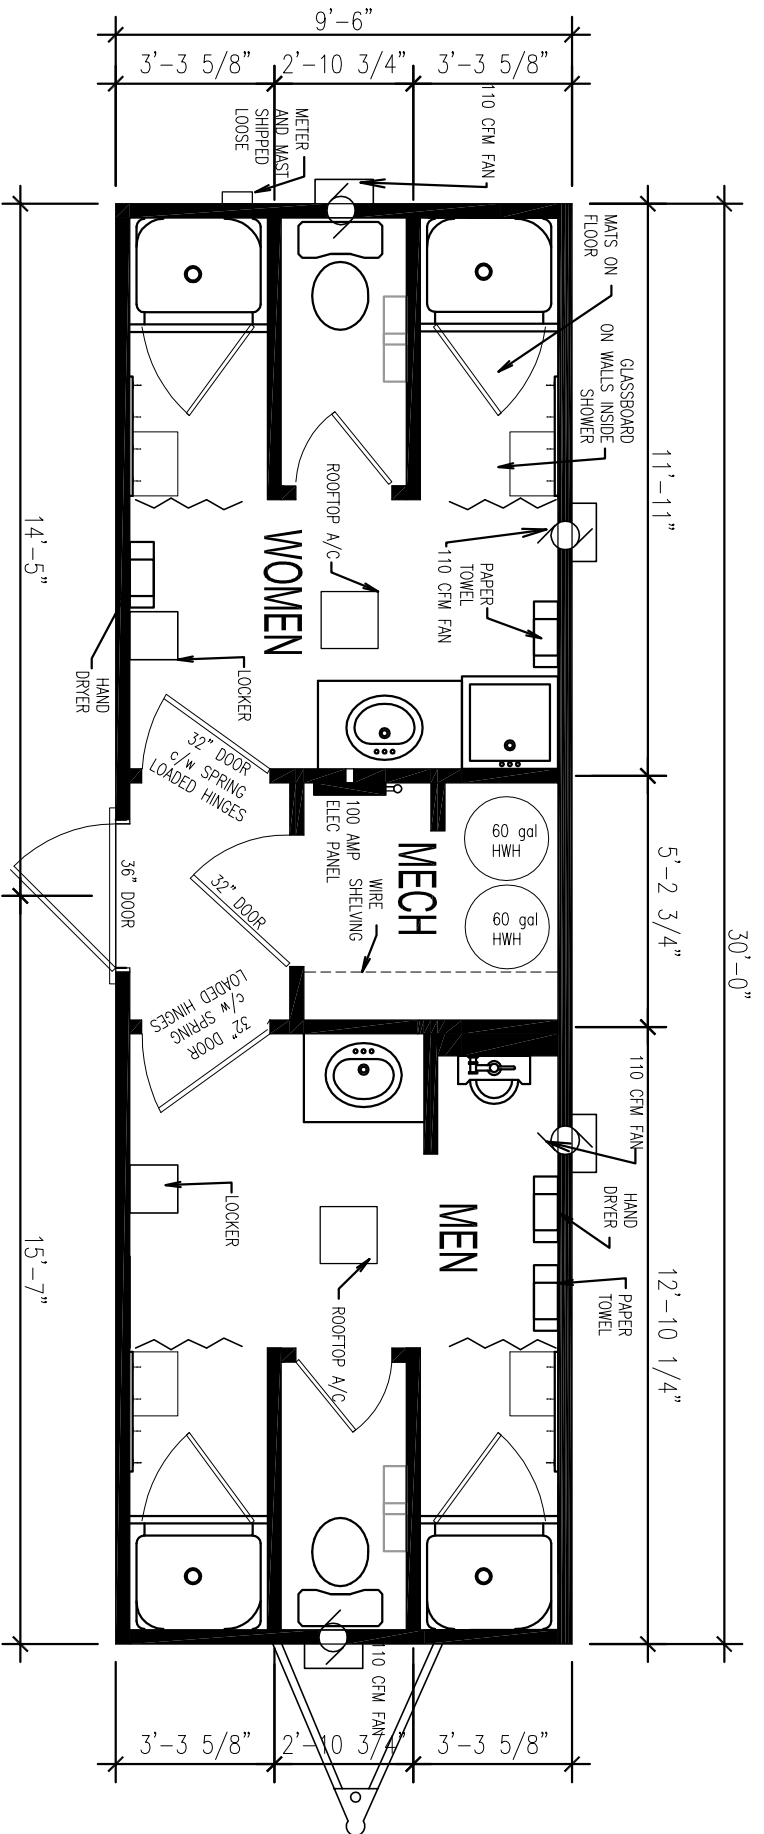 9'-6"
3'-3 5/8"
2'-10 3/4"
3'-3 5/8"
METER
AND MAST
SHIPPED
LOOSE
110 CFM FAN
MATS ON
FLOOR
GLASSBOARD
ON WALLS INSIDE
SHOWER
11'-11"
14'-5"
ROOFTOP A/C
WOMEN
PAPER
TOWEL
110 CFM FAN
LOCKER
HAND
DRYER
32" DOOR
c/w SPRING
LOADED HINGES
36" DOOR
32" DOOR
100 AMP
ELEC PANEL
WIRE
SHELVING
MECH
60 gal
HWH
60 gal
HWH
5'-2 3/4"
30'-0"
32" DOOR
c/w SPRING
LOADED HINGES
110 CFM FAN
HAND
DRYER
PAPER
TOWEL
MEN
LOCKER
ROOFTOP A/C
15'-7"
12'-10 1/4"
110 CFM FAN
3'-3 5/8"
2'-10 3/4"
3'-3 5/8"